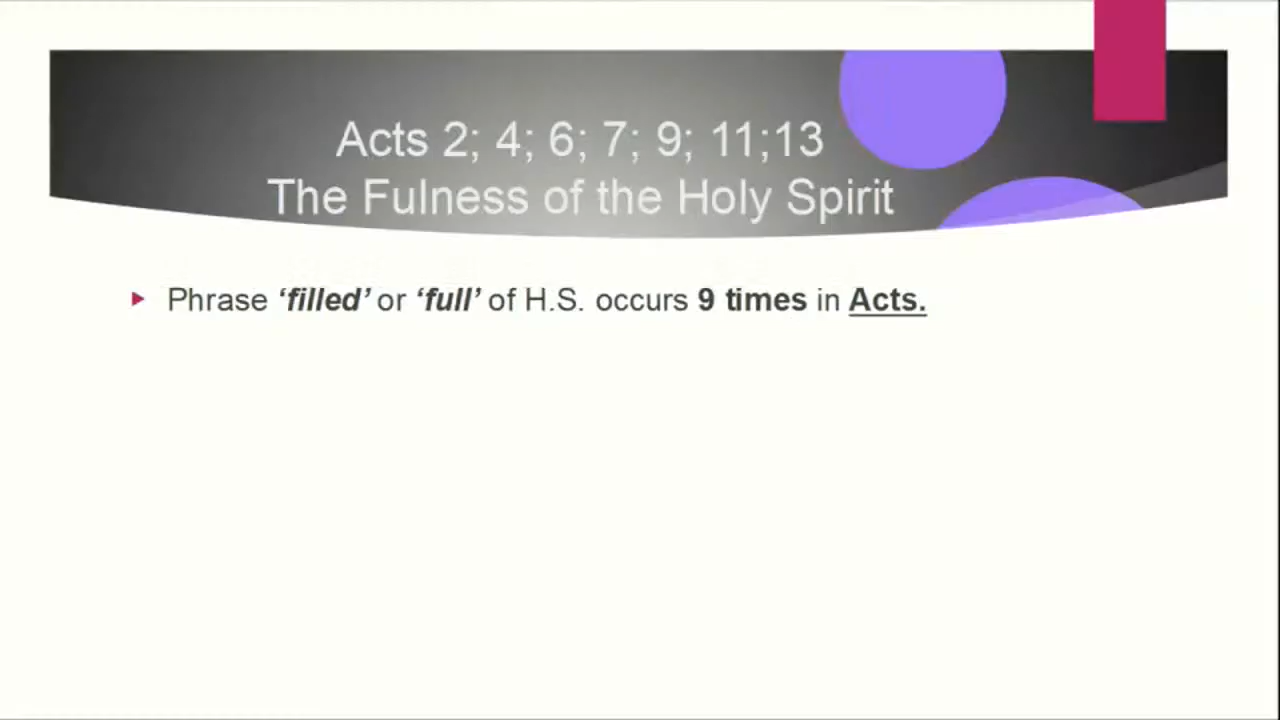 Acts 2; 4; 6; 7; 9; 11;13
The Fulness of the Holy Spirit
Phrase ‘filled’ or ‘full’ of H.S. occurs 9 times in Acts.